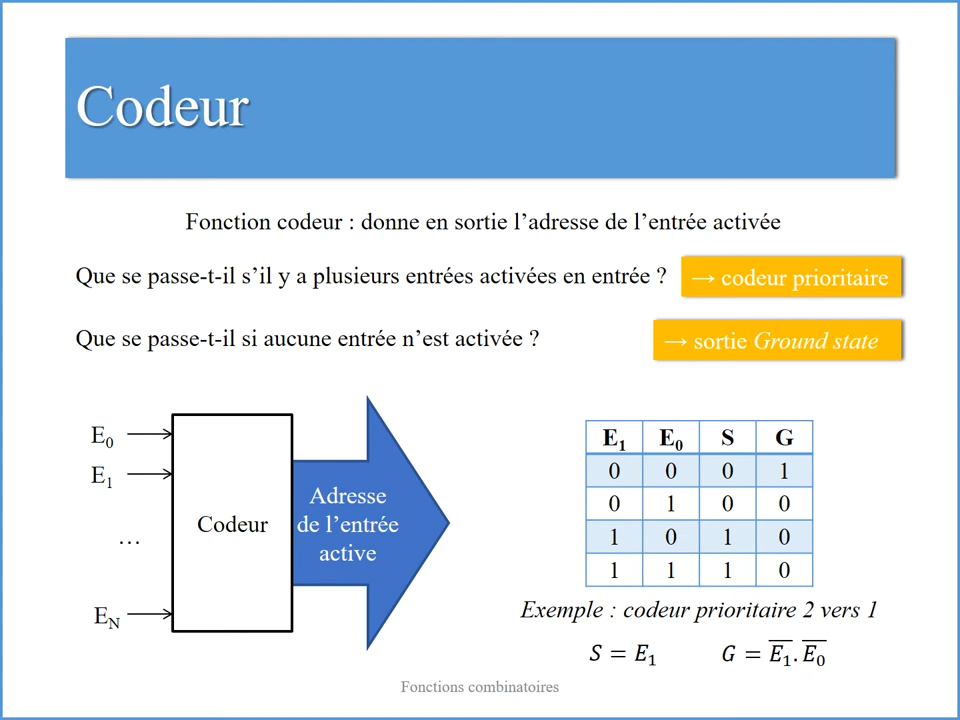 Codeur
Fonction codeur : donne en sortie l’adresse de l’entrée activée
Que se passe-t-il s’il y a plusieurs entrées activées en entrée ? → codeur prioritaire
Que se passe-t-il si aucune entrée n’est activée ? → sortie Ground state
E₀
E₁
…
E_N
Codeur
Adresse
de l’entrée
active
E₁ E₀ S G
0 0 0 1
0 1 0 0
1 0 1 0
1 1 1 0
Exemple : codeur prioritaire 2 vers 1
S = E₁ G = E̅₁ . E̅₀
Fonctions combinatoires